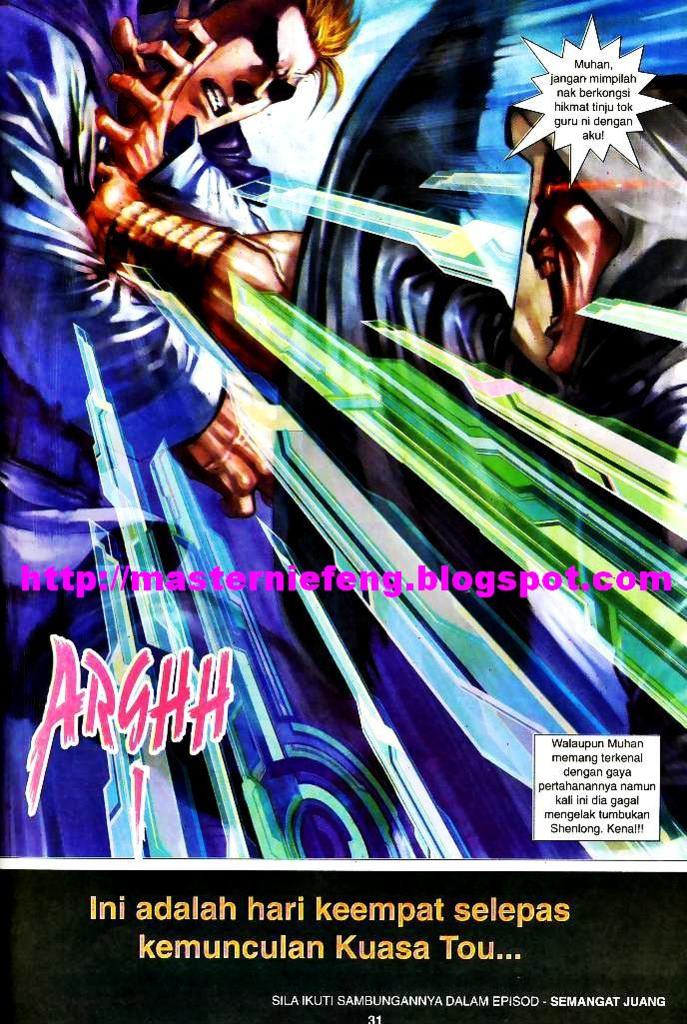 Muhan,
jangan mimpilah
nak berkongsi
hikmat tinju tok
guru ni dengan
aku!
http://masterniefeng.blogspot.com
ARGHH
!
Walaupun Muhan
memang terkenal
dengan gaya
pertahanannya namun
kali ini dia gagal
mengelak tumbukan
Shenlong. Kena!!!
Ini adalah hari keempat selepas
kemunculan Kuasa Tou...
SILA IKUTI SAMBUNGANNYA DALAM EPISOD - SEMANGAT JUANG
31